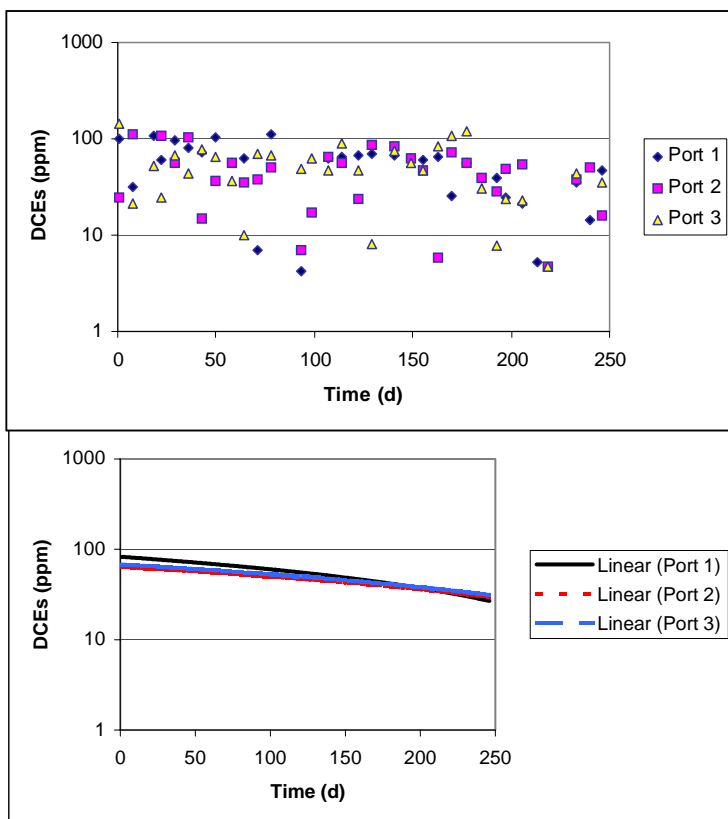 1000
100
10
1
DCEs (ppm)
0
50
100
150
200
250
Time (d)
Port 1
Port 2
Port 3
1000
100
10
1
DCEs (ppm)
0
50
100
150
200
250
Time (d)
Linear (Port 1)
Linear (Port 2)
Linear (Port 3)